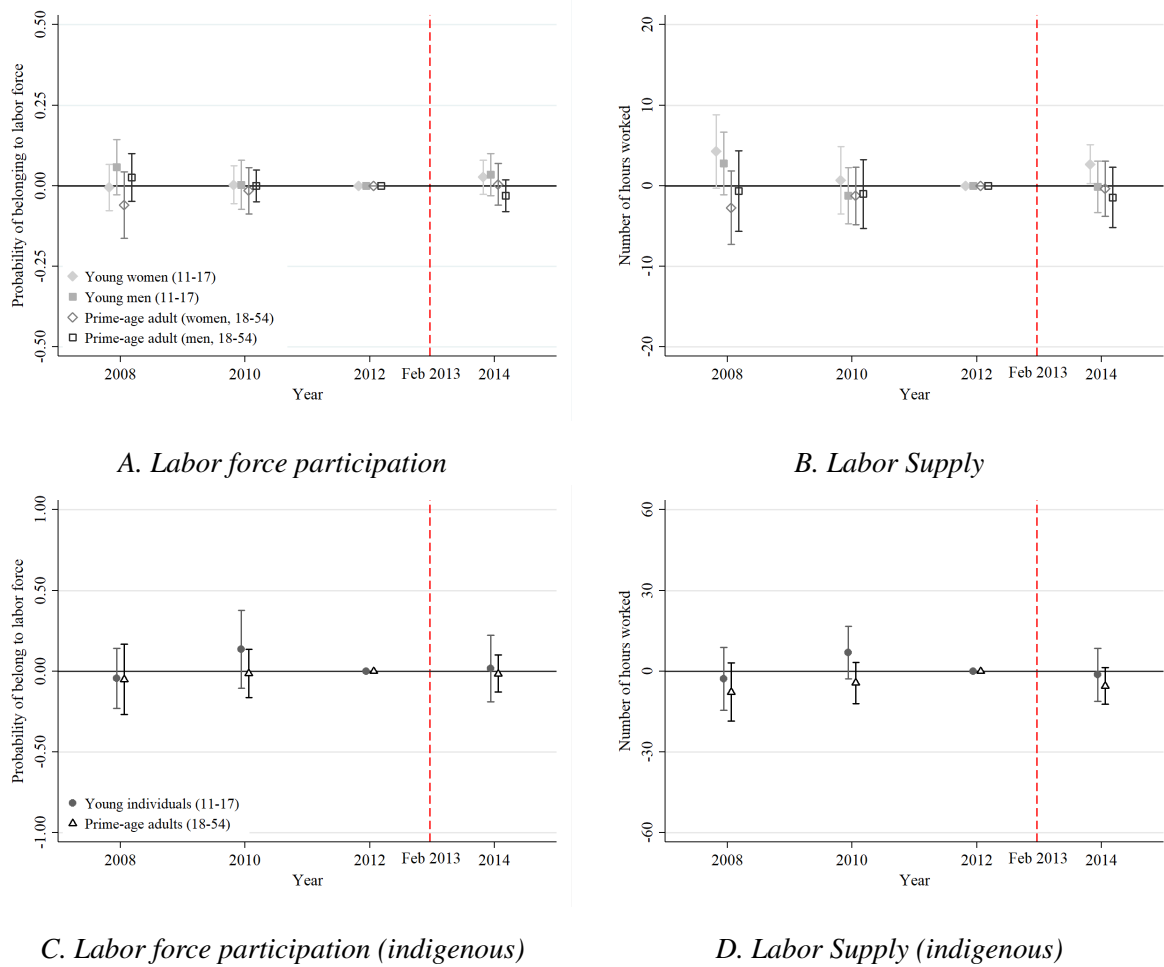 Probability of belonging to labor force
0.50
0.25
0.00
-0.25
-0.50
Young women (11-17)
Young men (11-17)
Prime-age adult (women, 18-54)
Prime-age adult (men, 18-54)
2008 2010 2012 Feb 2013 2014
Year
A. Labor force participation
Number of hours worked
20
10
0
-10
-20
2008 2010 2012 Feb 2013 2014
Year
B. Labor Supply
Probability of belong to labor force
1.00
0.50
0.00
-0.50
-1.00
Young individuals (11-17)
Prime-age adults (18-54)
2008 2010 2012 Feb 2013 2014
Year
C. Labor force participation (indigenous)
Number of hours worked
60
30
0
-30
-60
2008 2010 2012 Feb 2013 2014
Year
D. Labor Supply (indigenous)